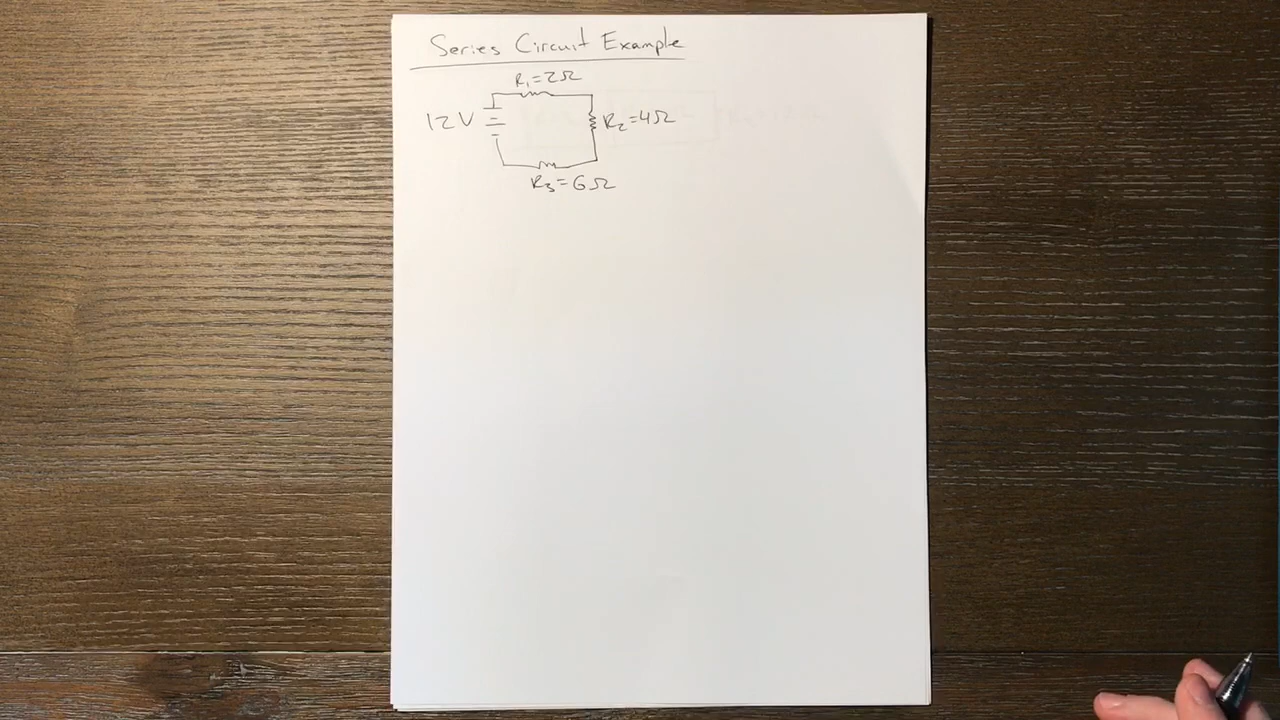 Series Circuit Example
R₁=2Ω
12V
R₂=4Ω
R₃=6Ω